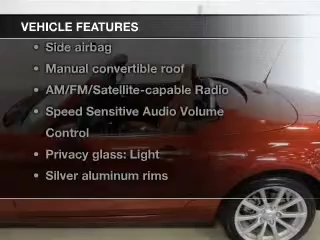 VEHICLE FEATURES
• Side airbag
• Manual convertible roof
• AM/FM/Satellite-capable Radio
• Speed Sensitive Audio Volume
Control
• Privacy glass: Light
• Silver aluminum rims